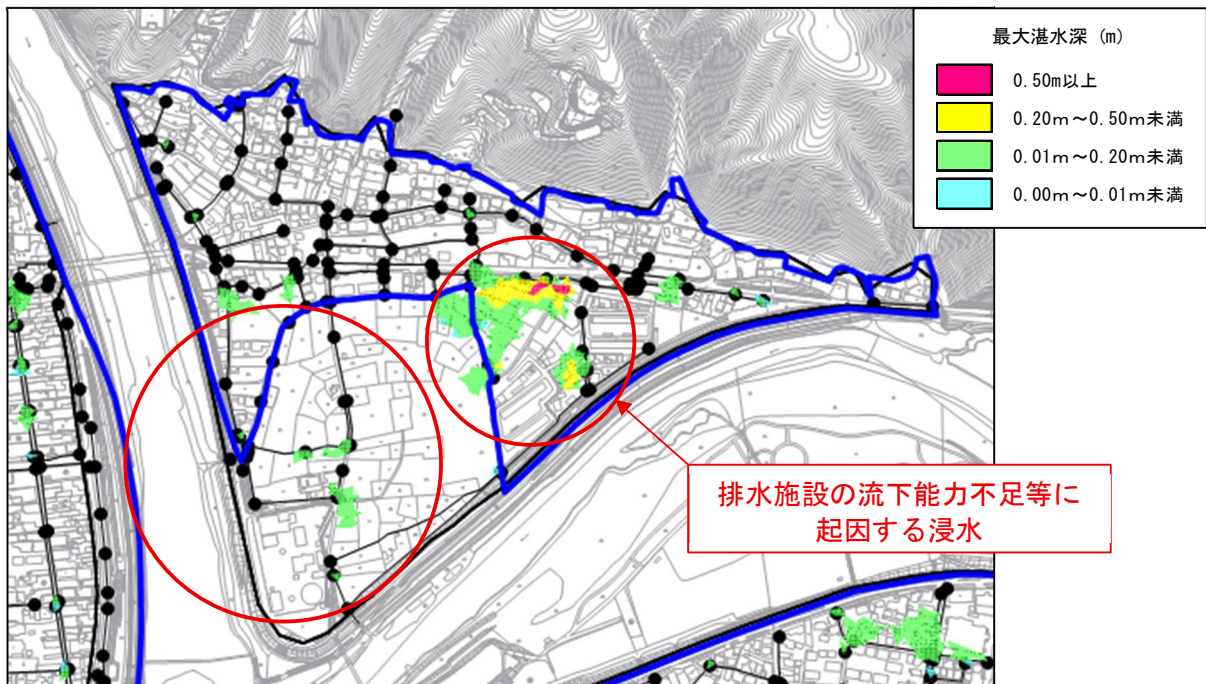 最大湛水深 (m)
0.50m以上
0.20m～0.50m未満
0.01m～0.20m未満
0.00m～0.01m未満
排水施設の流下能力不足等に
起因する浸水